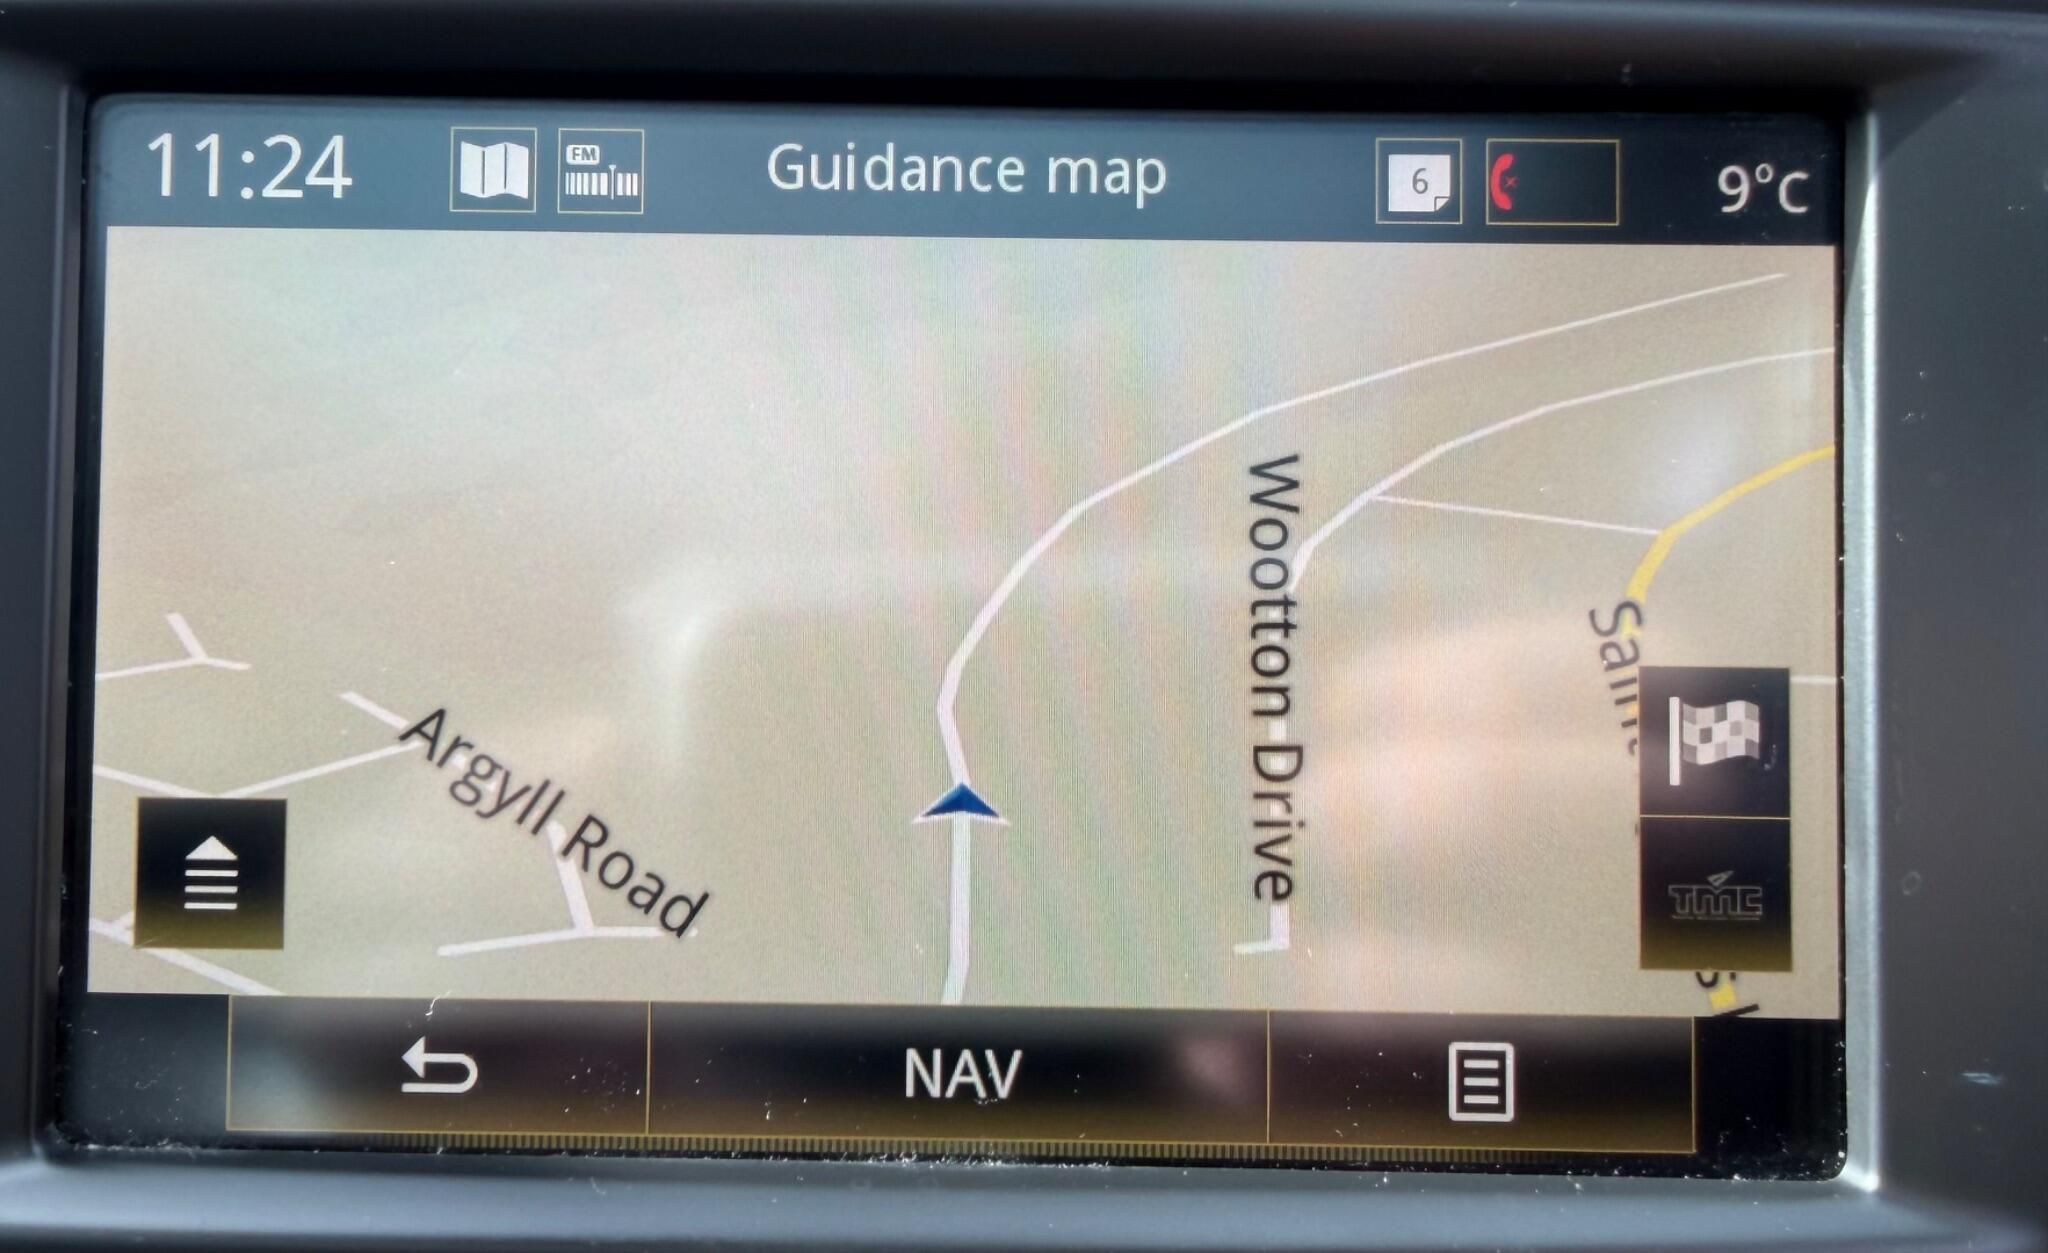 11:24
FM
Guidance map
6
9°C
Wootton Drive
Argyll Road
TMC
NAV